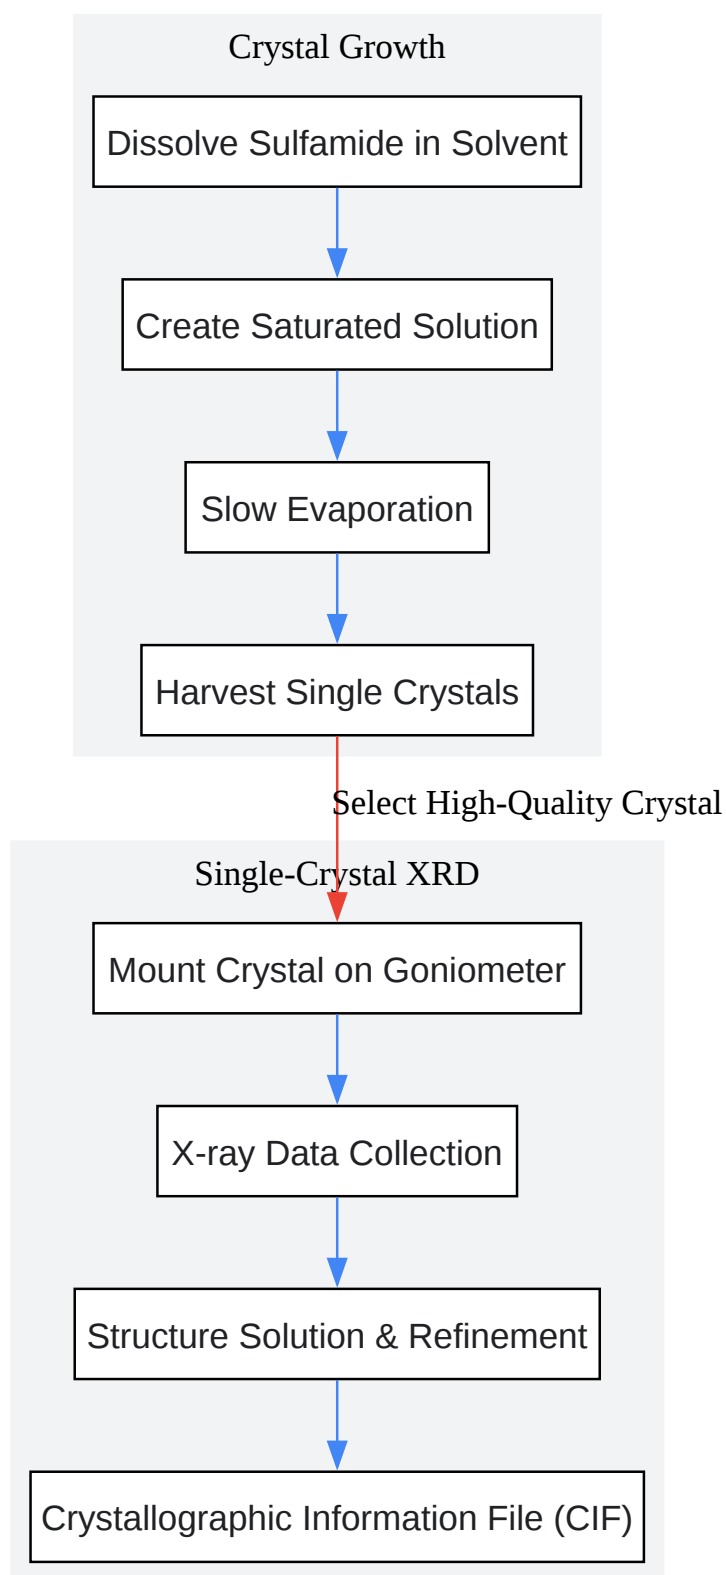 Crystal Growth
Dissolve Sulfamide in Solvent
Create Saturated Solution
Slow Evaporation
Harvest Single Crystals
Select High-Quality Crystal
Single-Crystal XRD
Mount Crystal on Goniometer
X-ray Data Collection
Structure Solution & Refinement
Crystallographic Information File (CIF)